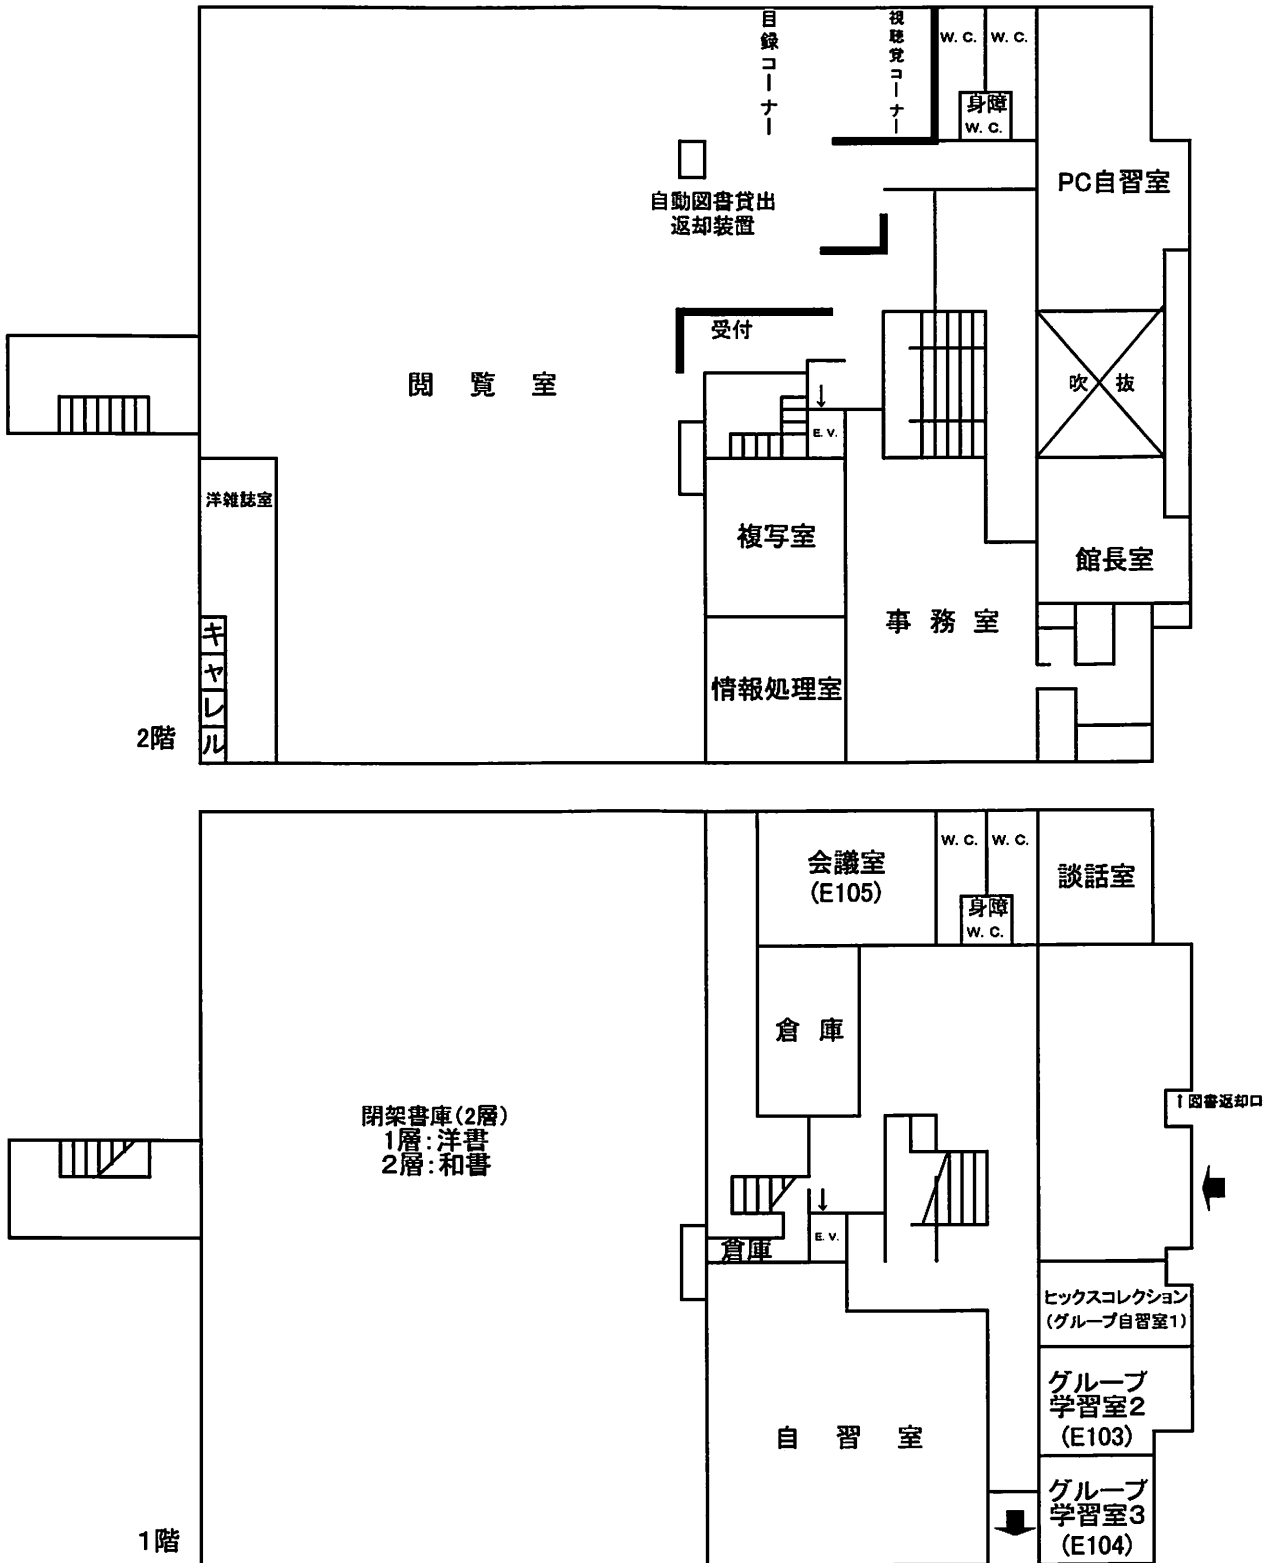 目録コーナー
視聴覚コーナー
W. C.
W. C.
身障
W. C.
PC自習室
自動図書貸出
返却装置
受付
閲 覧 室
吹 抜
E. V.
洋雑誌室
複写室
館長室
事 務 室
キャレル
情報処理室
2階
会議室
(E105)
W. C.
W. C.
身障
W. C.
談話室
倉 庫
閉架書庫(2層)
1層:洋書
2層:和書
↑図書返却口
E. V.
倉庫
ヒックスコレクション
(グループ自習室1)
グループ
学習室2
(E103)
自 習 室
グループ
学習室3
(E104)
1階